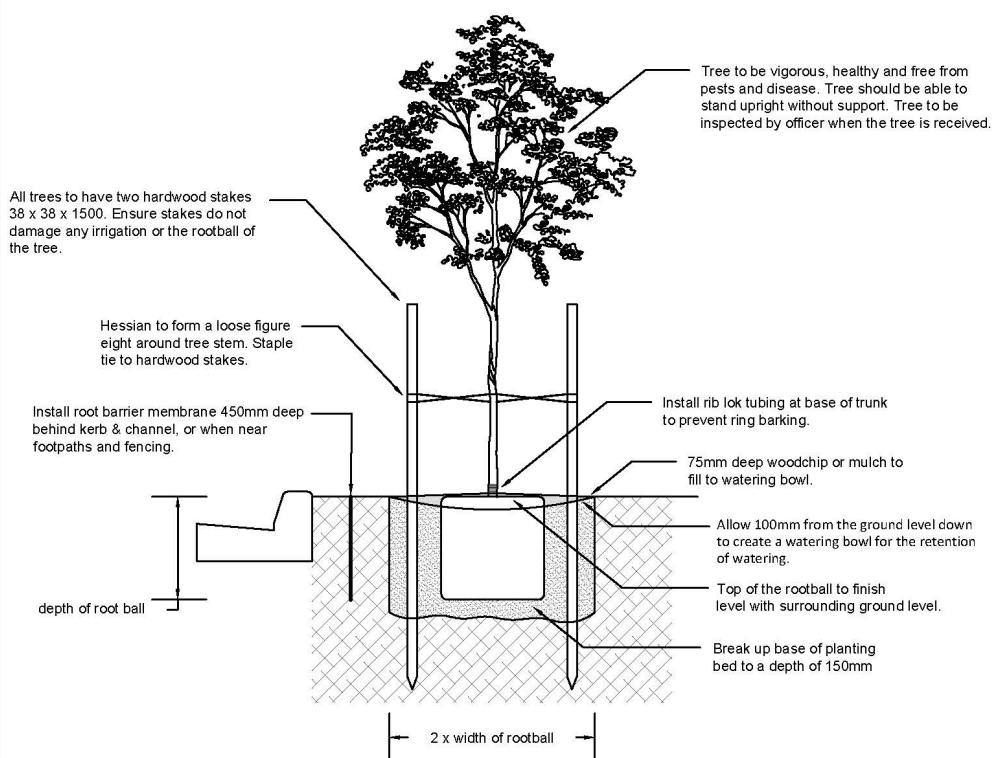 Tree to be vigorous, healthy and free from
pests and disease. Tree should be able to
stand upright without support. Tree to be
inspected by officer when the tree is received.
All trees to have two hardwood stakes
38 x 38 x 1500. Ensure stakes do not
damage any irrigation or the rootball of
the tree.
Hessian to form a loose figure
eight around tree stem. Staple
tie to hardwood stakes.
Install root barrier membrane 450mm deep
behind kerb & channel, or when near
footpaths and fencing.
Install rib lok tubing at base of trunk
to prevent ring barking.
75mm deep woodchip or mulch to
fill to watering bowl.
Allow 100mm from the ground level down
to create a watering bowl for the retention
of watering.
Top of the rootball to finish
level with surrounding ground level.
depth of root ball
Break up base of planting
bed to a depth of 150mm
2 x width of rootball